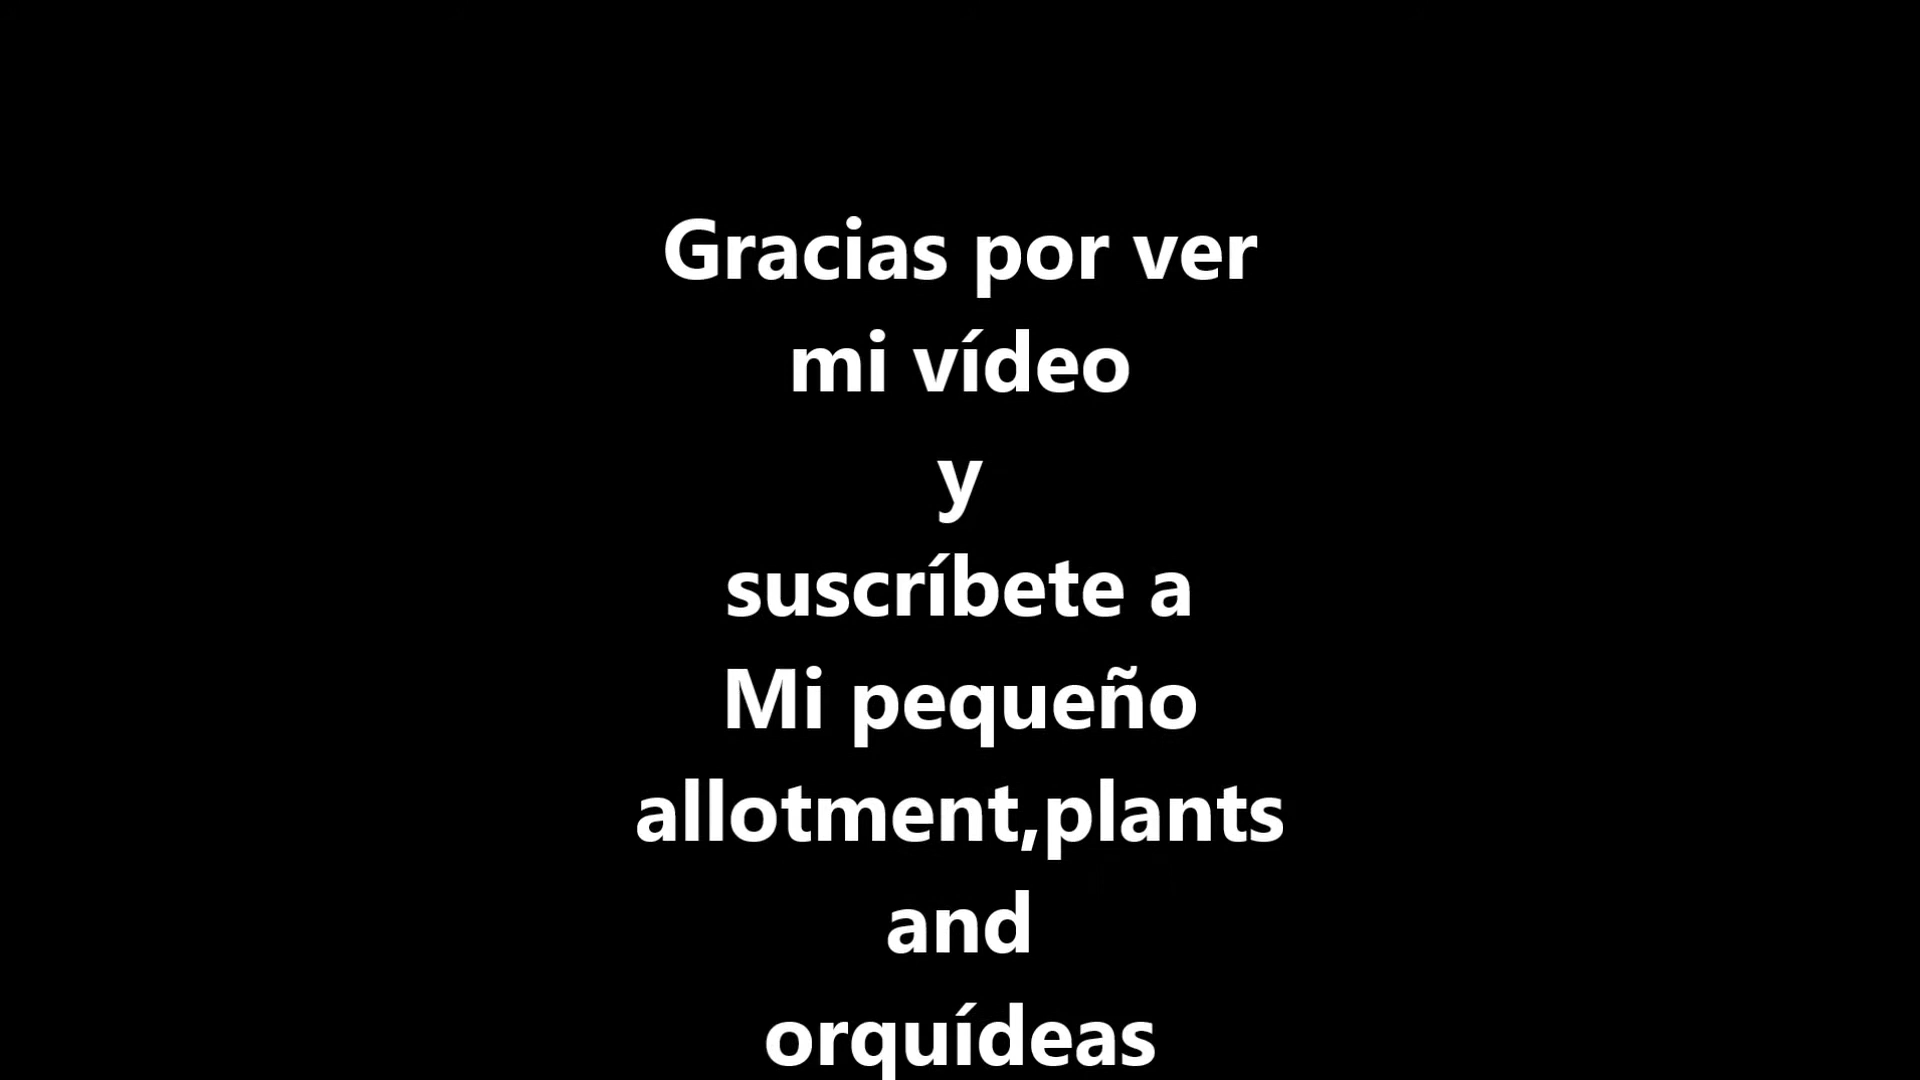 Gracias por ver
mi vídeo
y
suscríbete a
Mi pequeño
allotment,plants
and
orquídeas